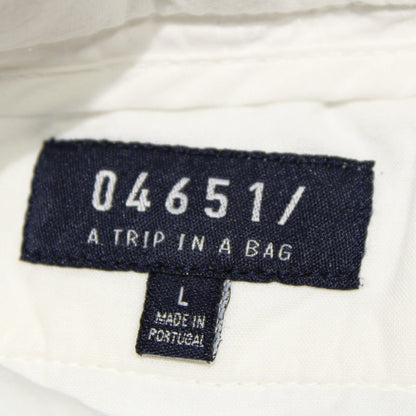 04651/
A TRIP IN A BAG
L
MADE IN
PORTUGAL